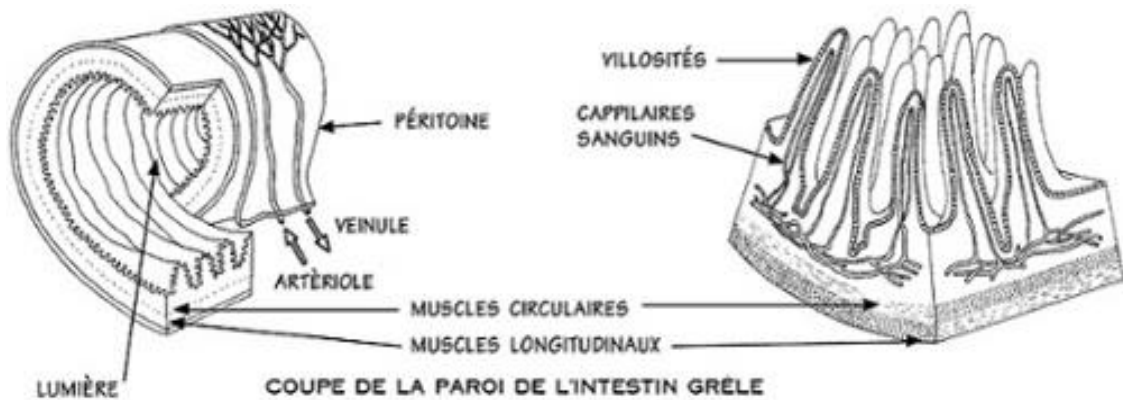 VILLOSITÉS
CAPPILAIRES
SANGUINS
PÉRITOINE
VEINULE
ARTÈRIOLE
MUSCLES CIRCULAIRES
MUSCLES LONGITUDINAUX
LUMIÈRE
COUPE DE LA PAROI DE L'INTESTIN GRÊLE